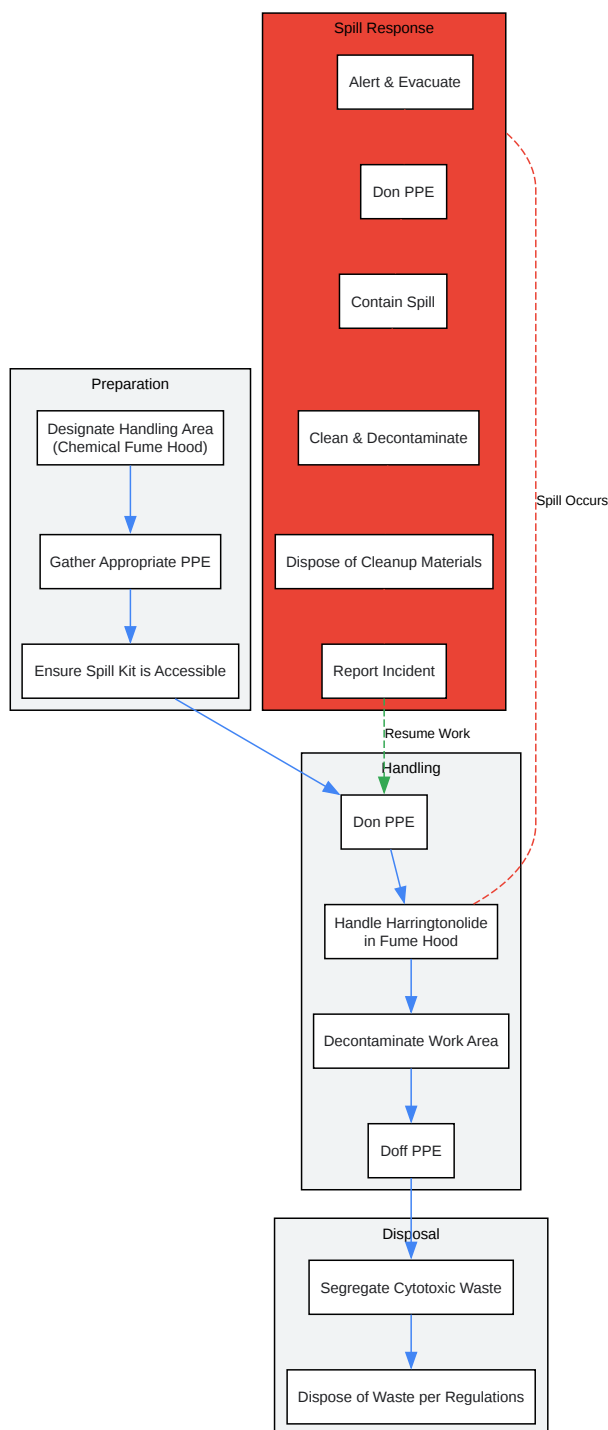 Spill Response
Alert & Evacuate
Don PPE
Contain Spill
Clean & Decontaminate
Dispose of Cleanup Materials
Report Incident
Preparation
Designate Handling Area
(Chemical Fume Hood)
Gather Appropriate PPE
Ensure Spill Kit is Accessible
Spill Occurs
Resume Work
Handling
Don PPE
Handle Harringtonolide
in Fume Hood
Decontaminate Work Area
Doff PPE
Disposal
Segregate Cytotoxic Waste
Dispose of Waste per Regulations